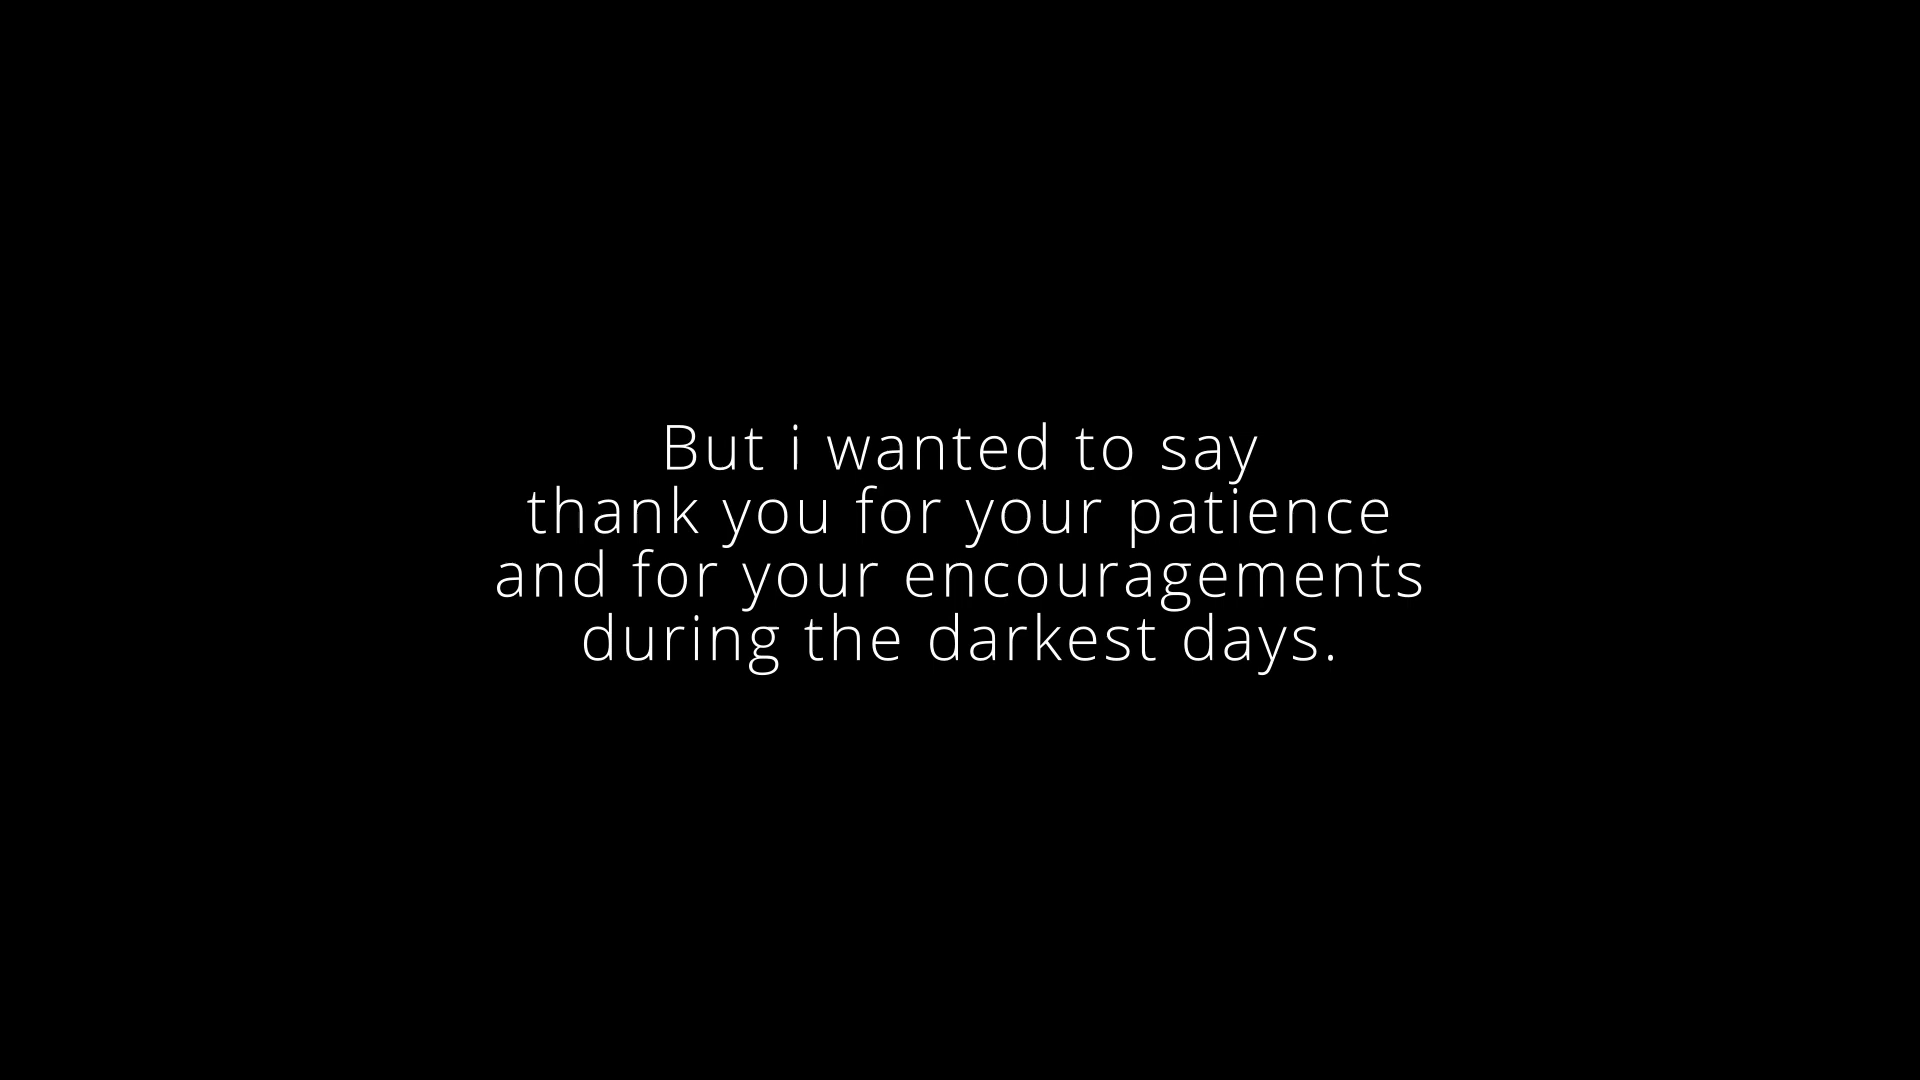 But i wanted to say
thank you for your patience
and for your encouragements
during the darkest days.